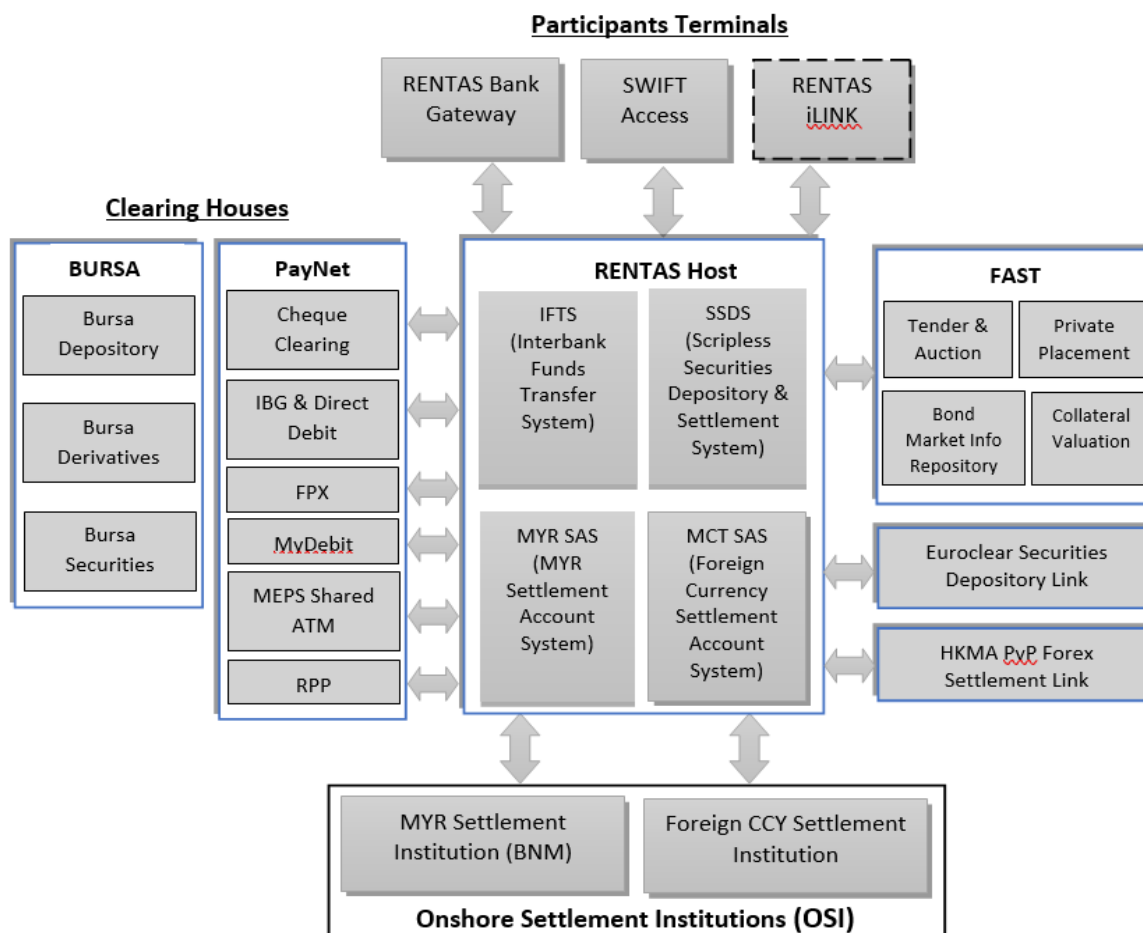 Participants Terminals
RENTAS Bank
Gateway
SWIFT
Access
RENTAS
iLINK
Clearing Houses
BURSA
Bursa
Depository
Bursa
Derivatives
Bursa
Securities
PayNet
Cheque
Clearing
IBG & Direct
Debit
FPX
MyDebit
MEPS Shared
ATM
RPP
RENTAS Host
IFTS
(Interbank
Funds
Transfer
System)
SSDS
(Scripless
Securities
Depository &
Settlement
System)
MYR SAS
(MYR
Settlement
Account
System)
MCT SAS
(Foreign
Currency
Settlement
Account
System)
FAST
Tender &
Auction
Private
Placement
Bond
Market Info
Repository
Collateral
Valuation
Euroclear Securities
Depository Link
HKMA PvP Forex
Settlement Link
MYR Settlement
Institution (BNM)
Foreign CCY Settlement
Institution
Onshore Settlement Institutions (OSI)